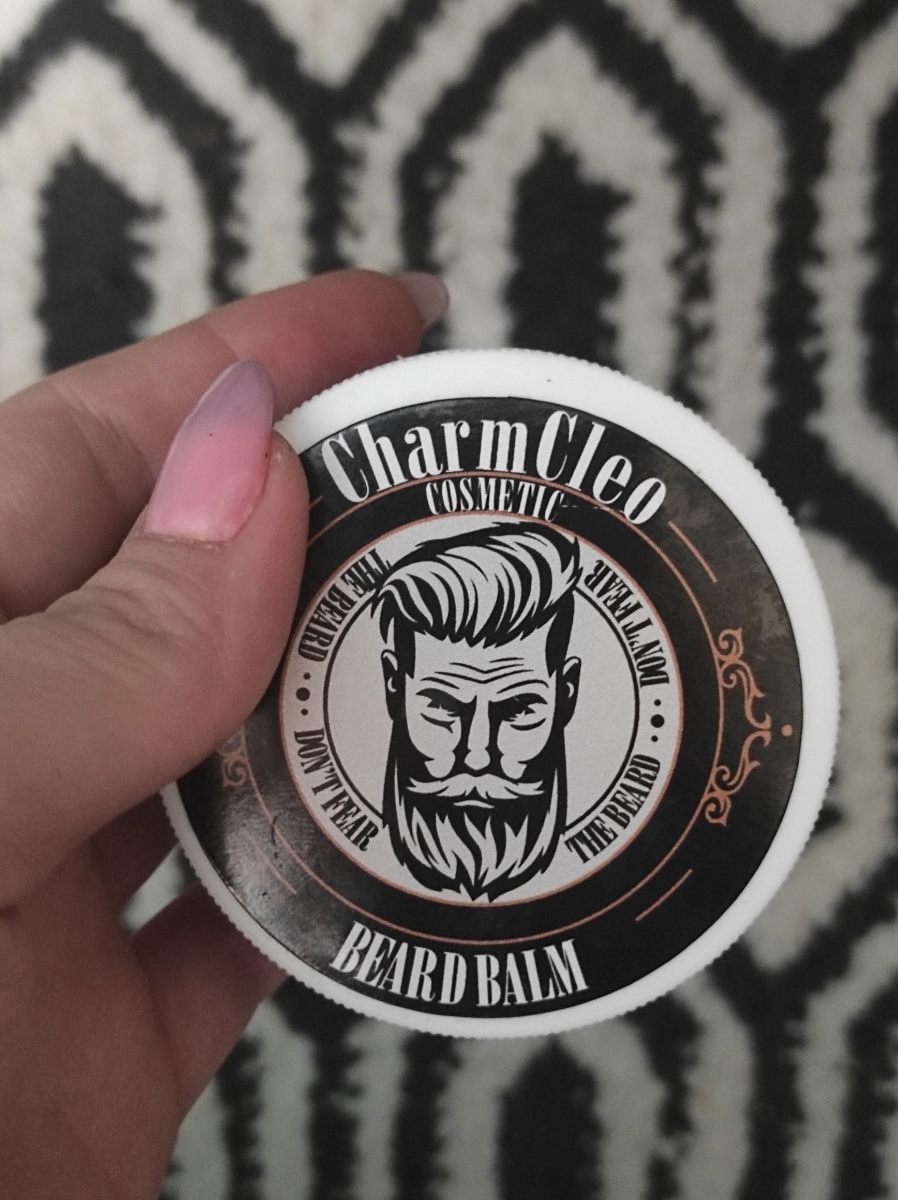 CharmCleo
COSMETIC
THE BEARD
DON'T FEAR
DON'T FEAR
THE BEARD
BEARD BALM